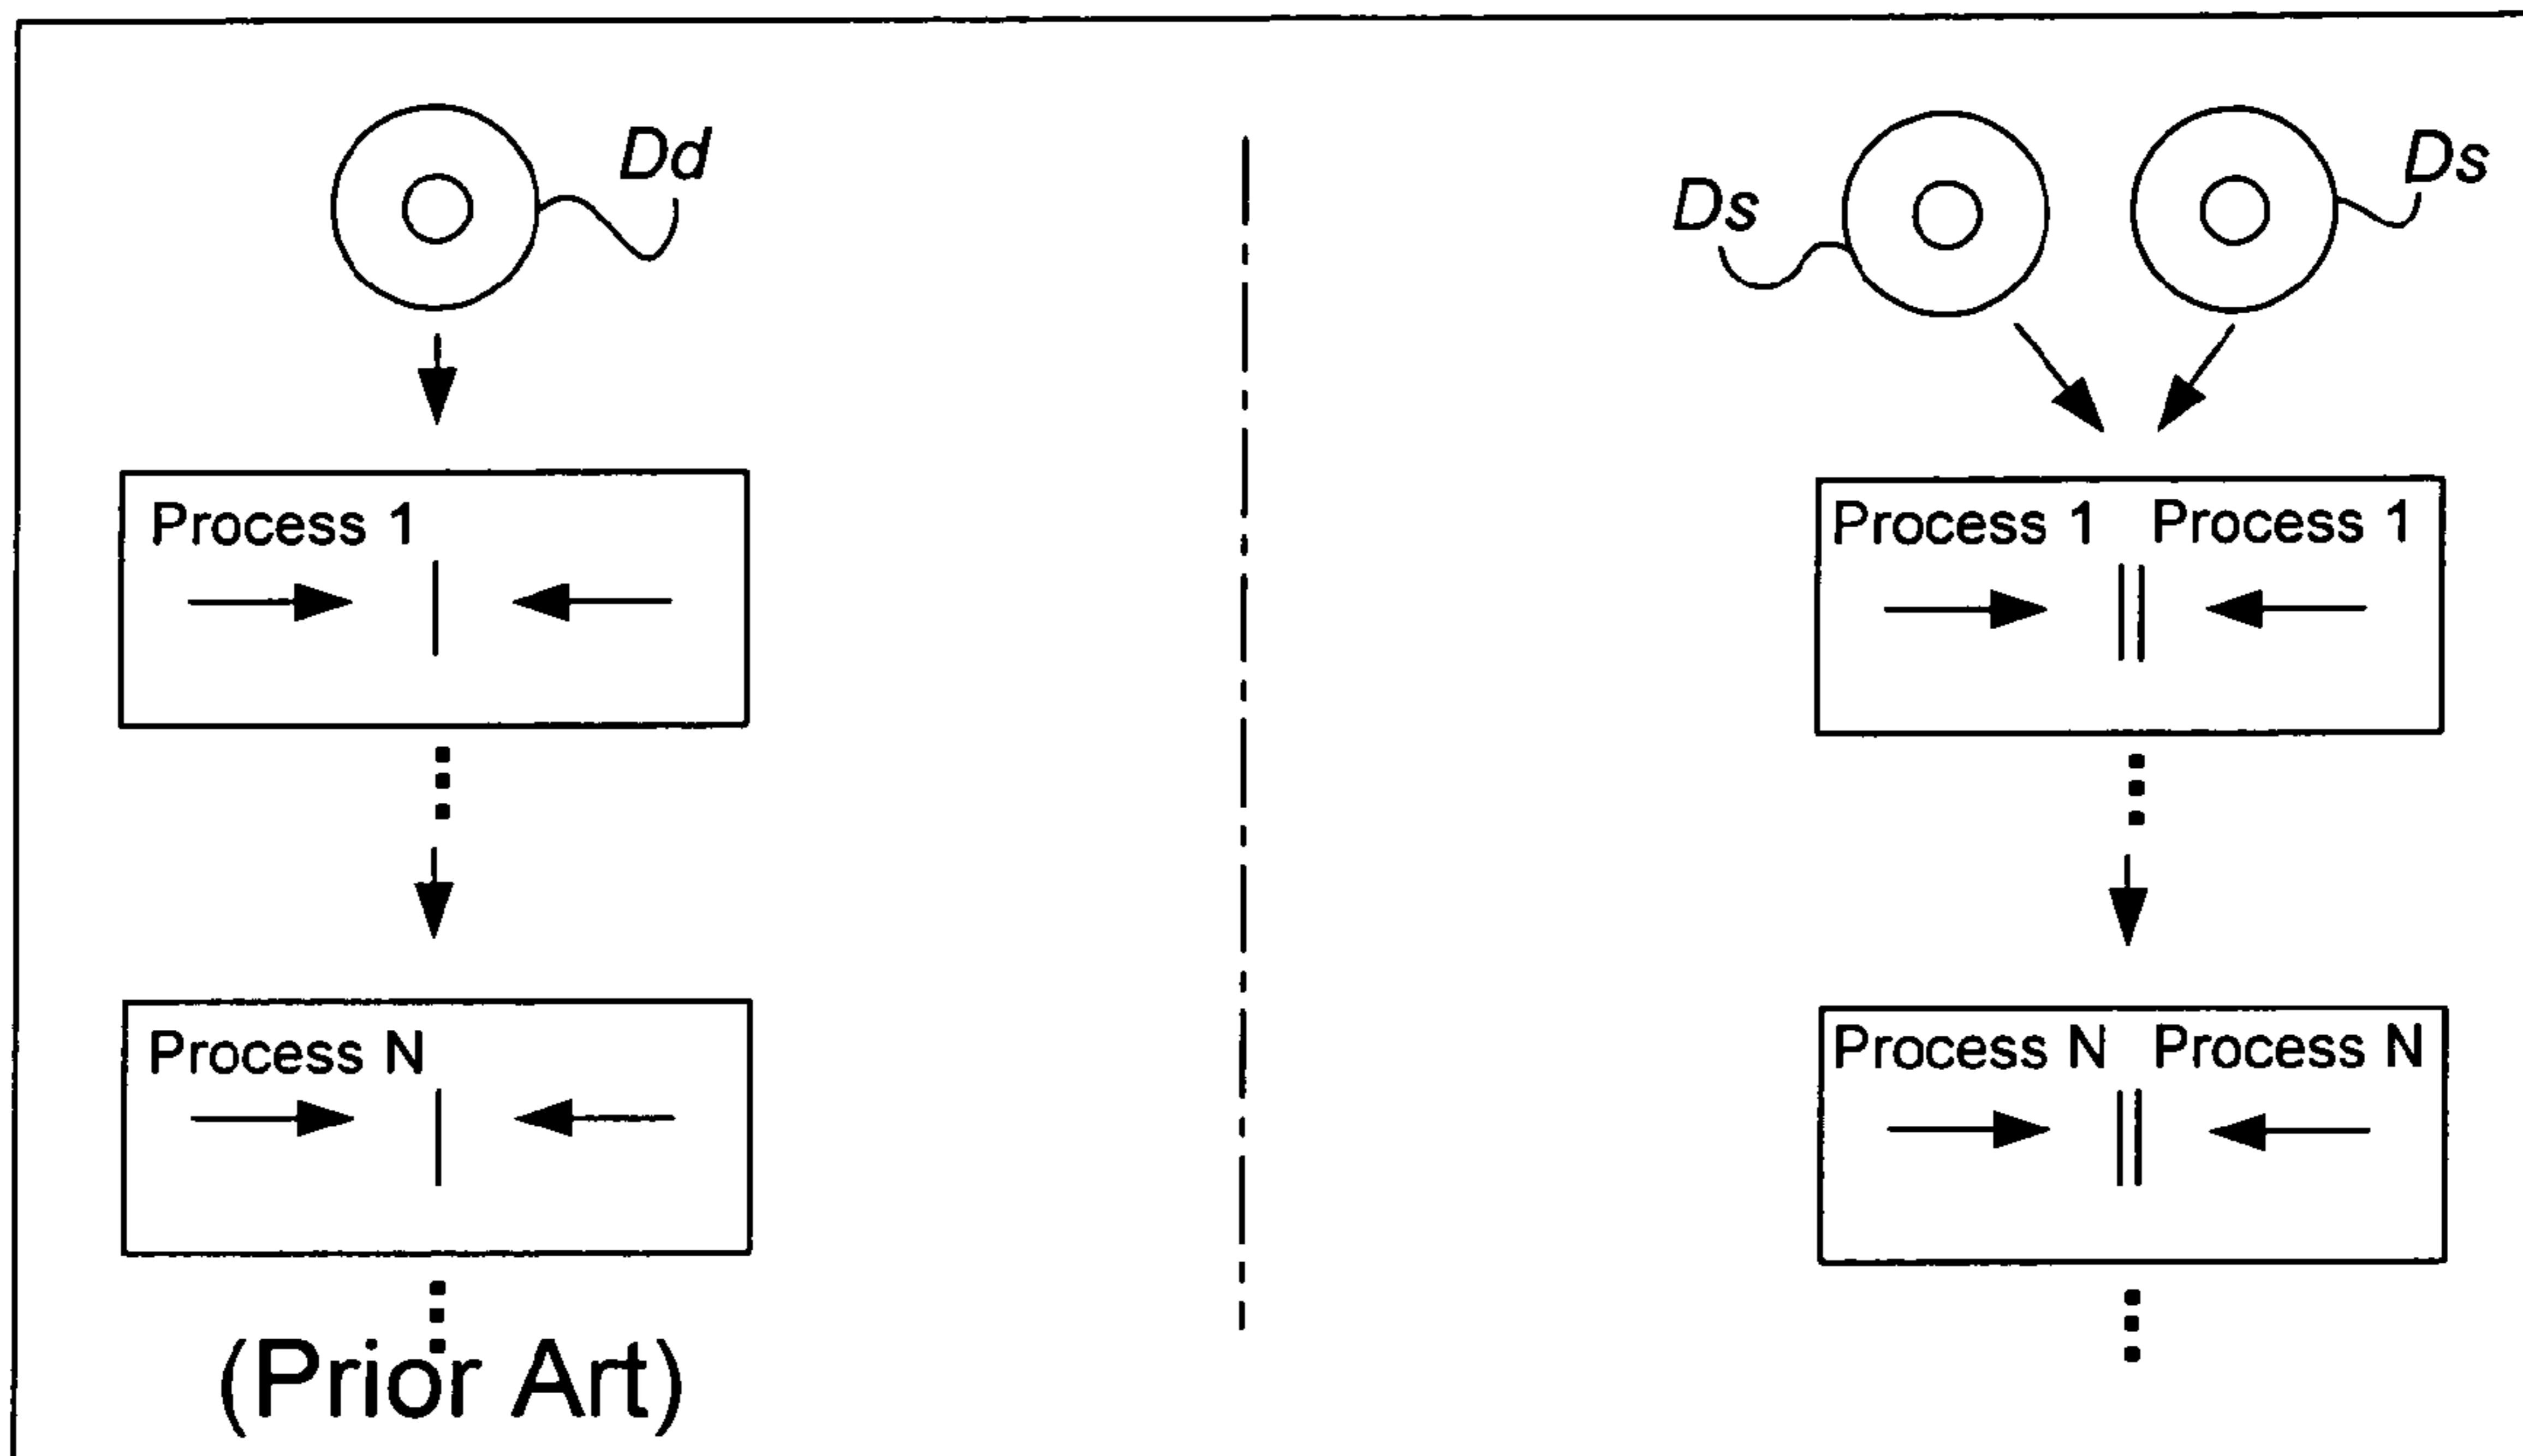 Dd
Process 1
Process N
(Prior Art)
Ds
Ds
Process 1 Process 1
Process N Process N